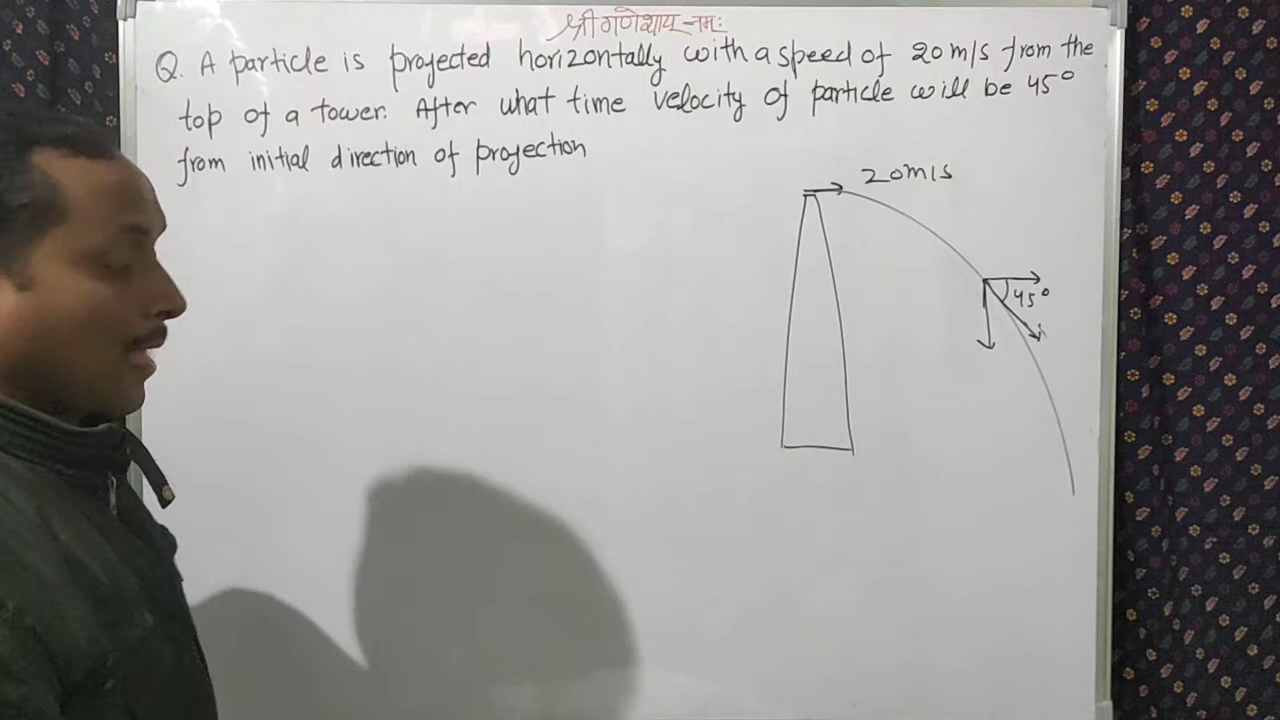 श्री गणेशाय नमः
Q. A particle is projected horizontally with a speed of 20 m/s from the
top of a tower. After what time velocity of particle will be 45°
from initial direction of projection
20m/s
45°